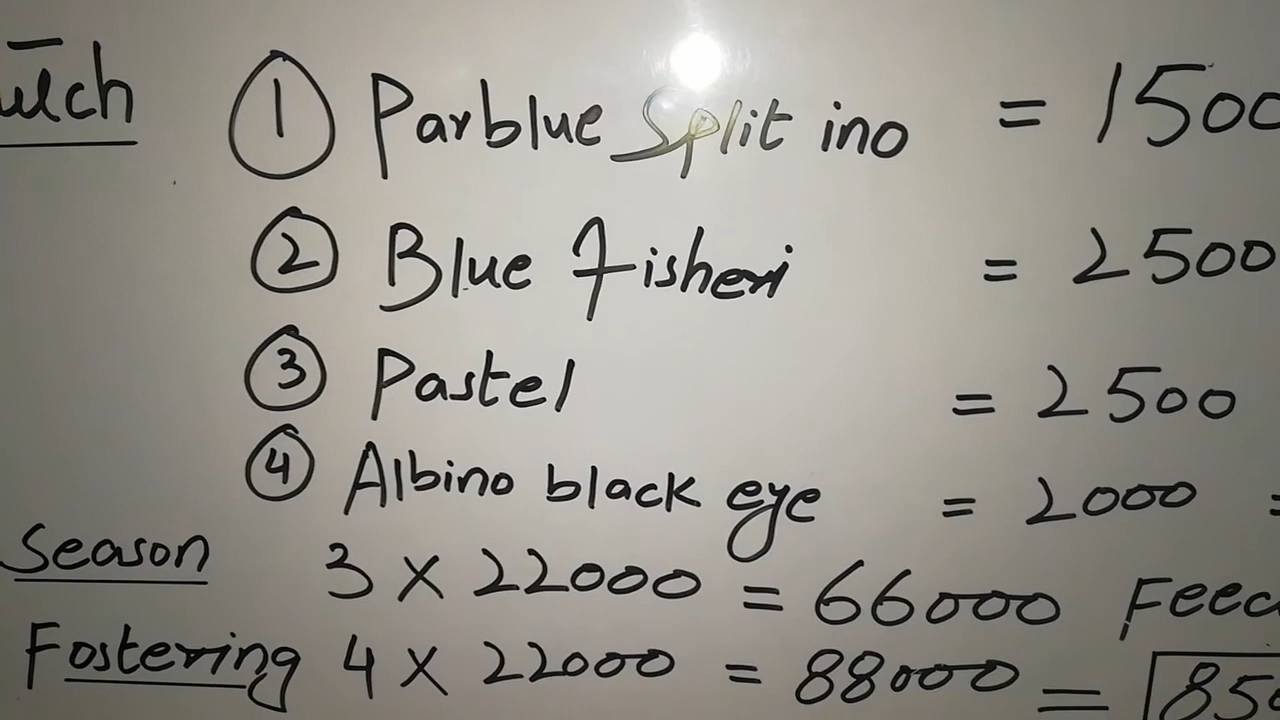 ① Parblue Split ino = 1500
② Blue Fisheri = 2500
③ Pastel = 2500
④ Albino black eye = 2000 =
Season 3 × 22000 = 66000 Feed
Fostering 4 × 22000 = 88000 = 850